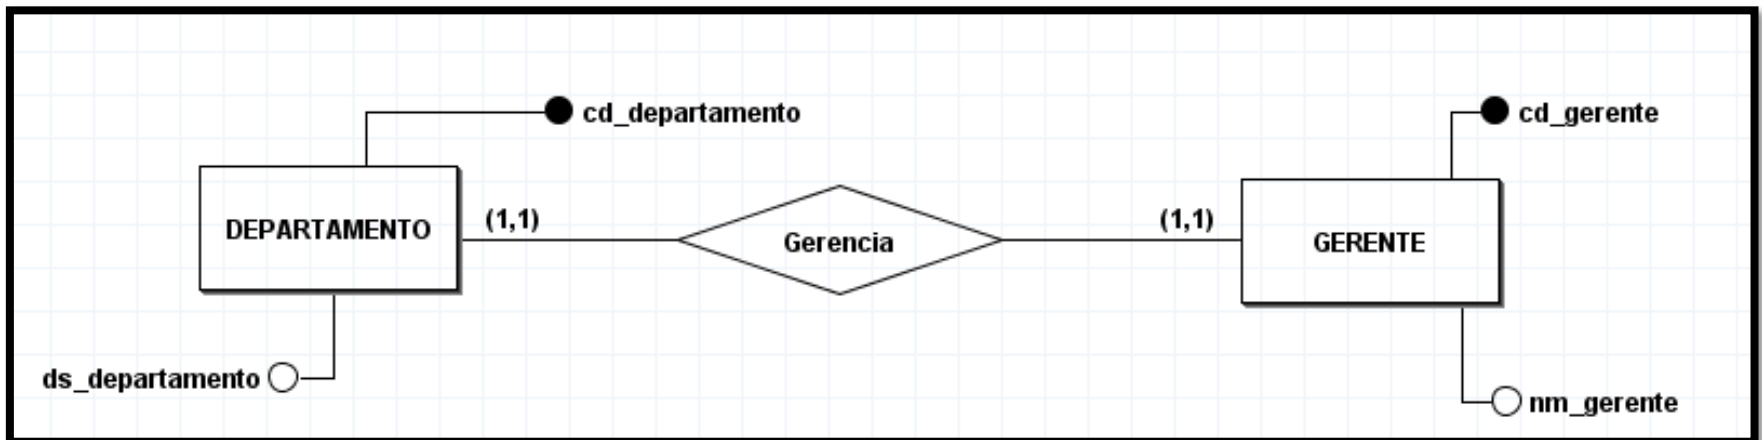 cd_departamento
cd_gerente
DEPARTAMENTO
(1,1)
Gerencia
(1,1)
GERENTE
ds_departamento
nm_gerente